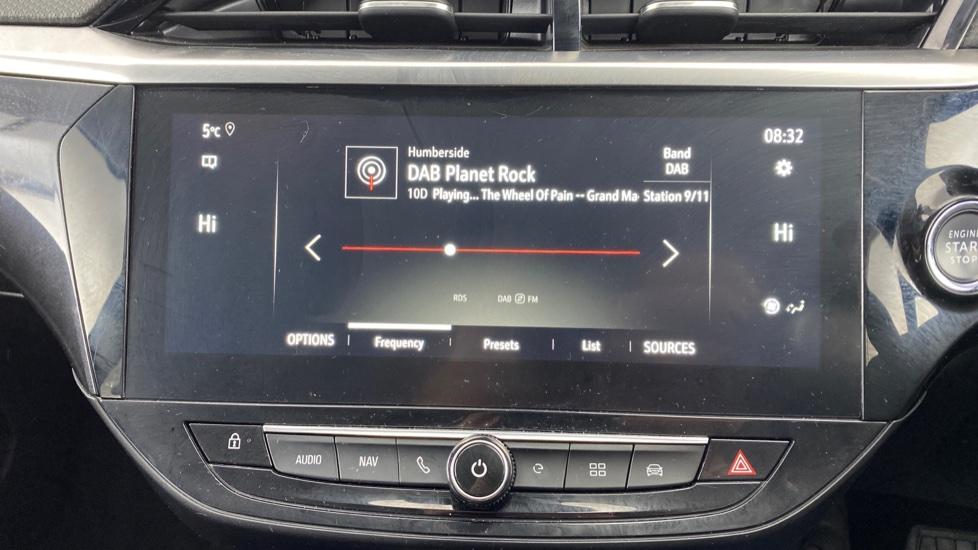 5°C
08:32
Humberside
DAB Planet Rock
Band
DAB
10D Playing... The Wheel Of Pain -- Grand Ma Station 9/11
Hi
Hi
RDS DAB FM
OPTIONS Frequency Presets List SOURCES
ENGINE
START
STOP
AUDIO NAV